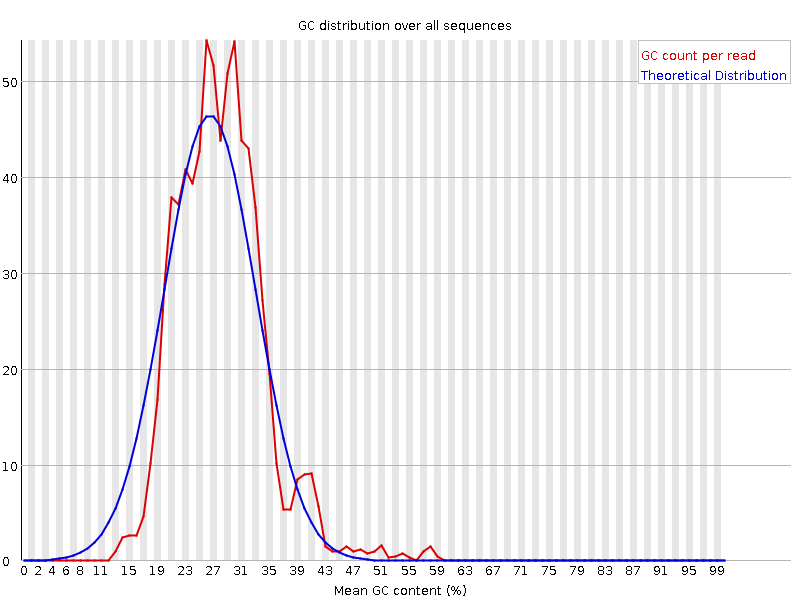 GC distribution over all sequences
GC count per read
Theoretical Distribution
50
40
30
20
10
0
0 2 4 6 8 11 15 19 23 27 31 35 39 43 47 51 55 59 63 67 71 75 79 83 87 91 95 99
Mean GC content (%)